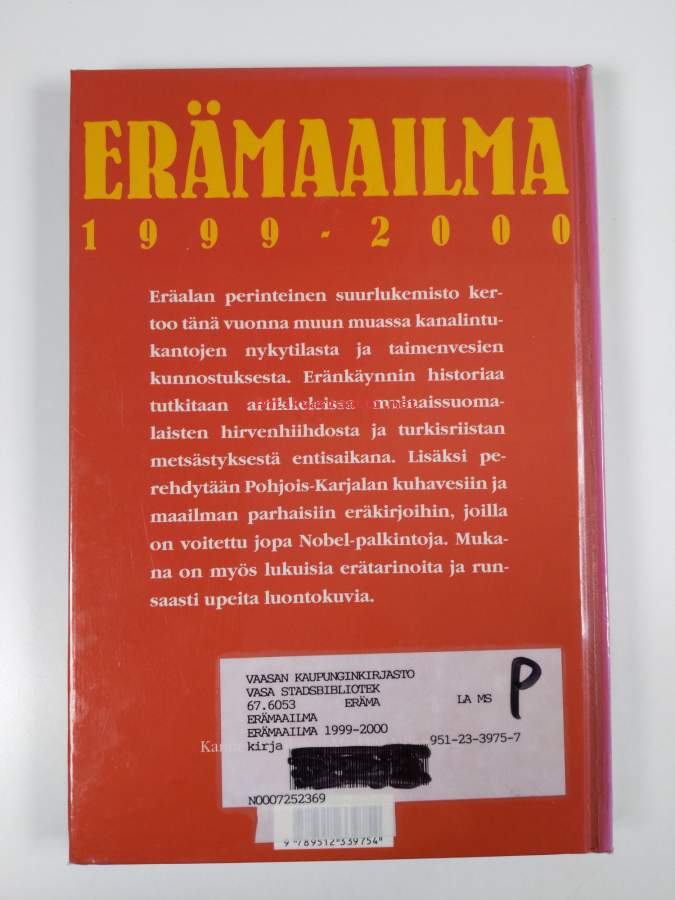 ERÄMAAILMA
1999-2000
Eräalan perinteinen suurlukemisto ker-
too tänä vuonna muun muassa kanalintu-
kantojen nykytilasta ja taimenvesien
kunnostuksesta. Eränkäynnin historiaa
tutkitaan artikkeleissa muinaissuoma-
laisten hirvenhiihdosta ja turkisriistan
metsästyksestä entisaikana. Lisäksi pe-
rehdytään Pohjois-Karjalan kuhavesiin ja
maailman parhaisiin eräkirjoihin, joilla
on voitettu jopa Nobel-palkintoja. Muka-
na on myös lukuisia erätarinoita ja run-
saasti upeita luontokuvia.
VAASAN KAUPUNGINKIRJASTO
VASA STADSBIBLIOTEK
67.6053 ERÄMA LA MS P
ERÄMAAILMA
ERÄMAAILMA 1999-2000
kirja 951-23-3975-7
N0007252369
9 789512 339754